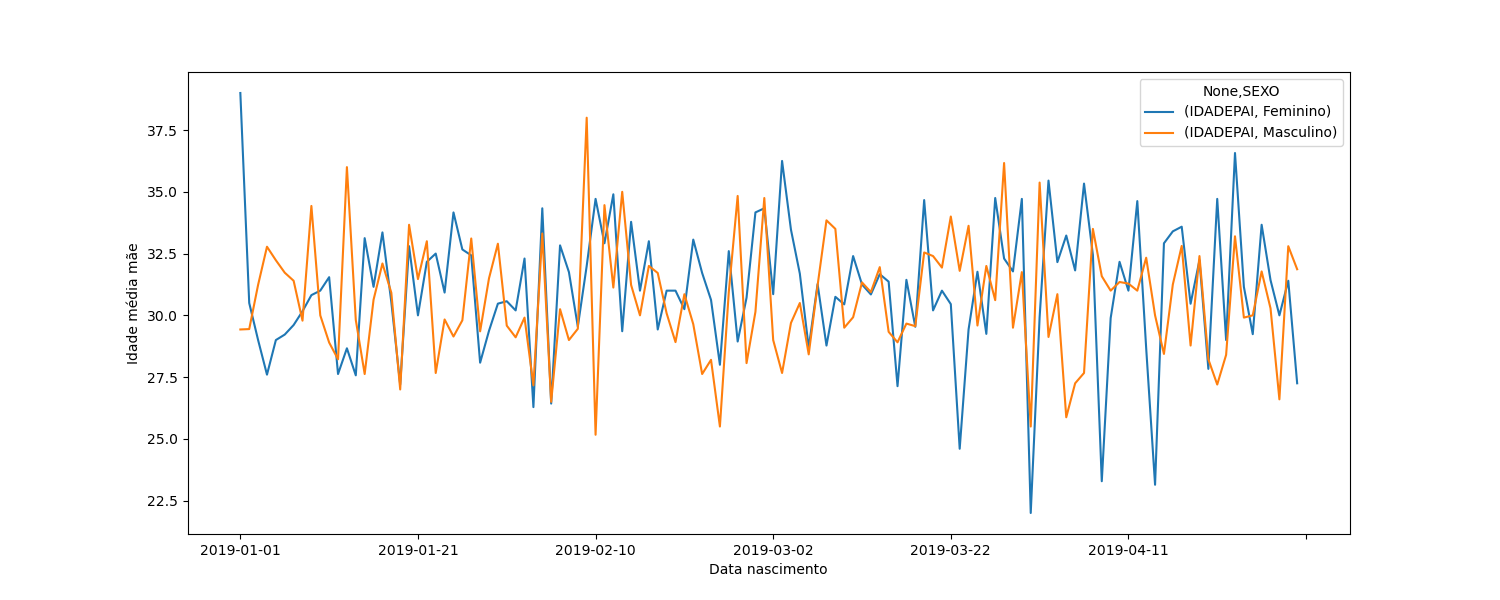 None,SEXO
(IDADEPAI, Feminino)
(IDADEPAI, Masculino)
Idade média mãe
37.5
35.0
32.5
30.0
27.5
25.0
22.5
2019-01-01
2019-01-21
2019-02-10
2019-03-02
2019-03-22
2019-04-11
Data nascimento